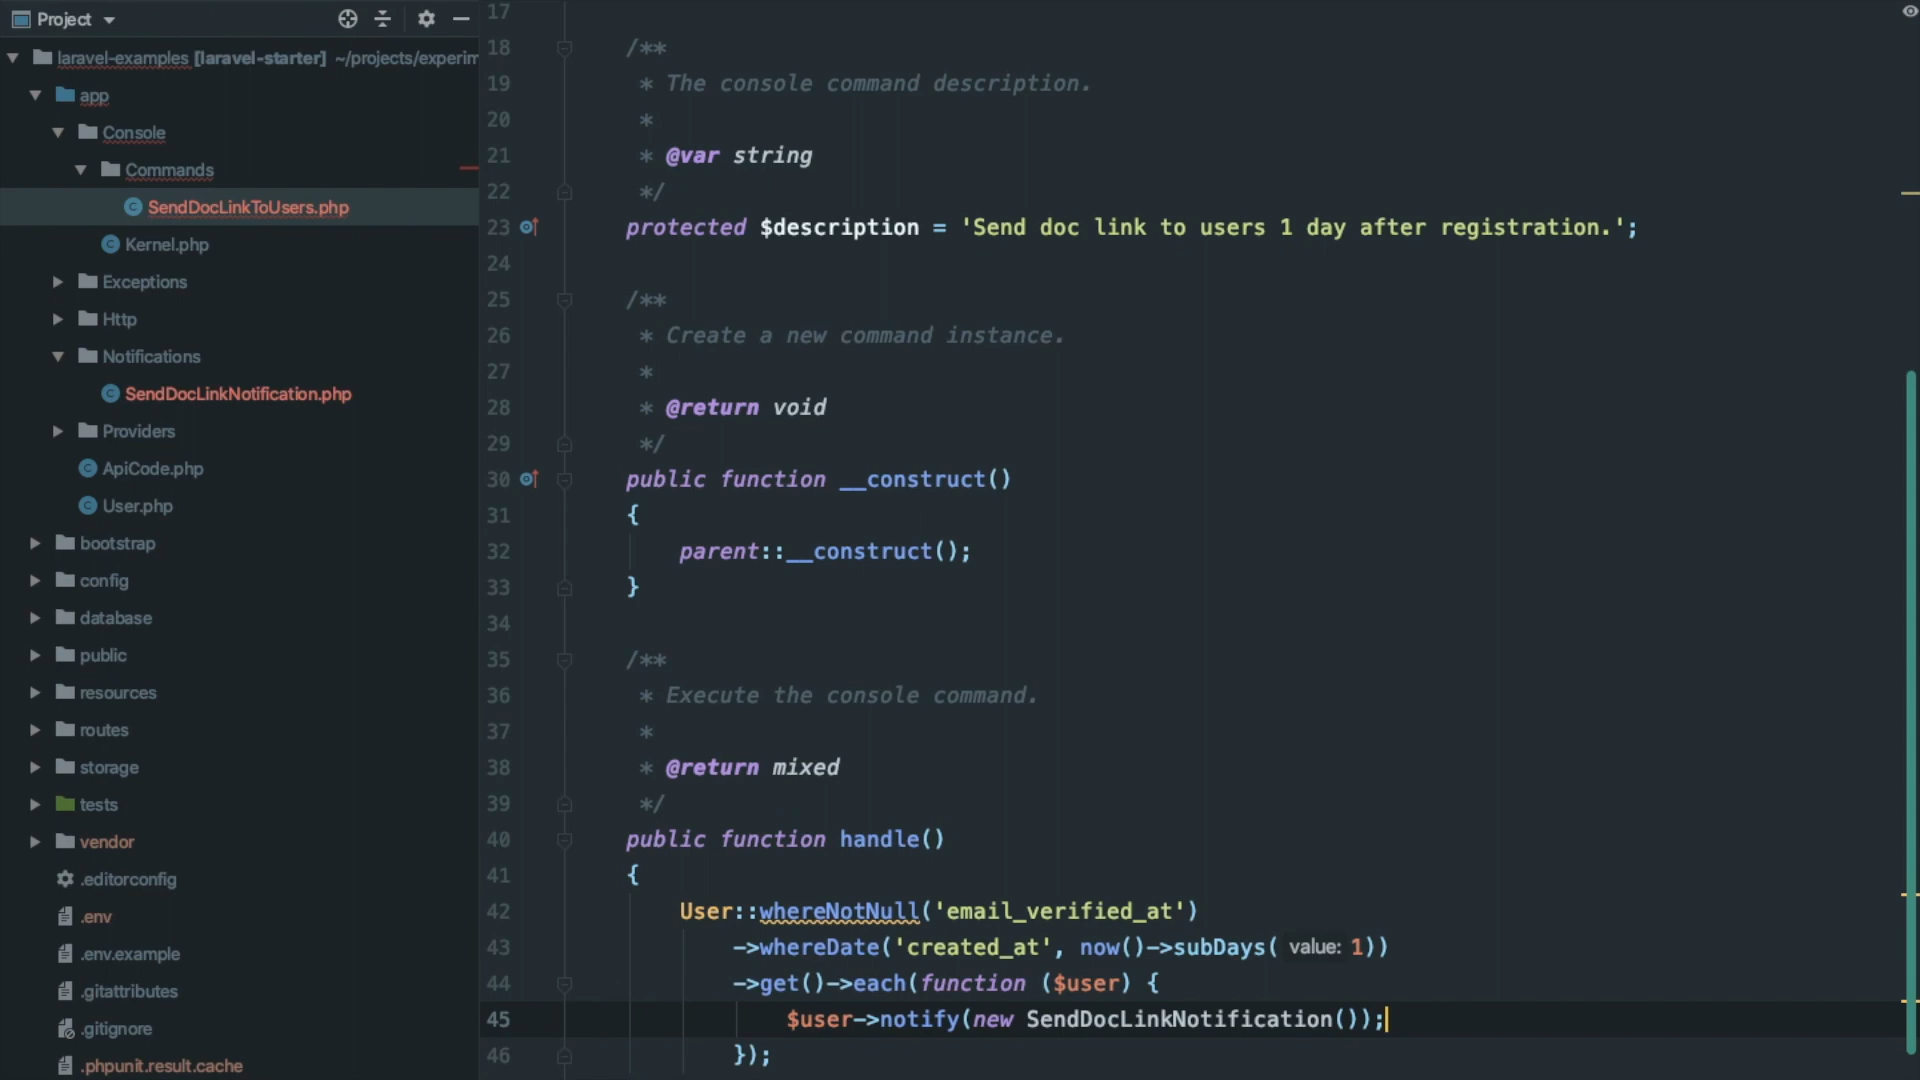 Project
laravel-examples [laravel-starter] ~/projects/experim
app
Console
Commands
SendDocLinkToUsers.php
Kernel.php
Exceptions
Http
Notifications
SendDocLinkNotification.php
Providers
ApiCode.php
User.php
bootstrap
config
database
public
resources
routes
storage
tests
vendor
.editorconfig
.env
.env.example
.gitattributes
.gitignore
.phpunit.result.cache
17
18 /**
19 * The console command description.
20 *
21 * @var string
22 */
23 protected $description = 'Send doc link to users 1 day after registration.';
24
25 /**
26 * Create a new command instance.
27 *
28 * @return void
29 */
30 public function __construct()
31 {
32 parent::__construct();
33 }
34
35 /**
36 * Execute the console command.
37 *
38 * @return mixed
39 */
40 public function handle()
41 {
42 User::whereNotNull('email_verified_at')
43 ->whereDate('created_at', now()->subDays( value: 1))
44 ->get()->each(function ($user) {
45 $user->notify(new SendDocLinkNotification());
46 });